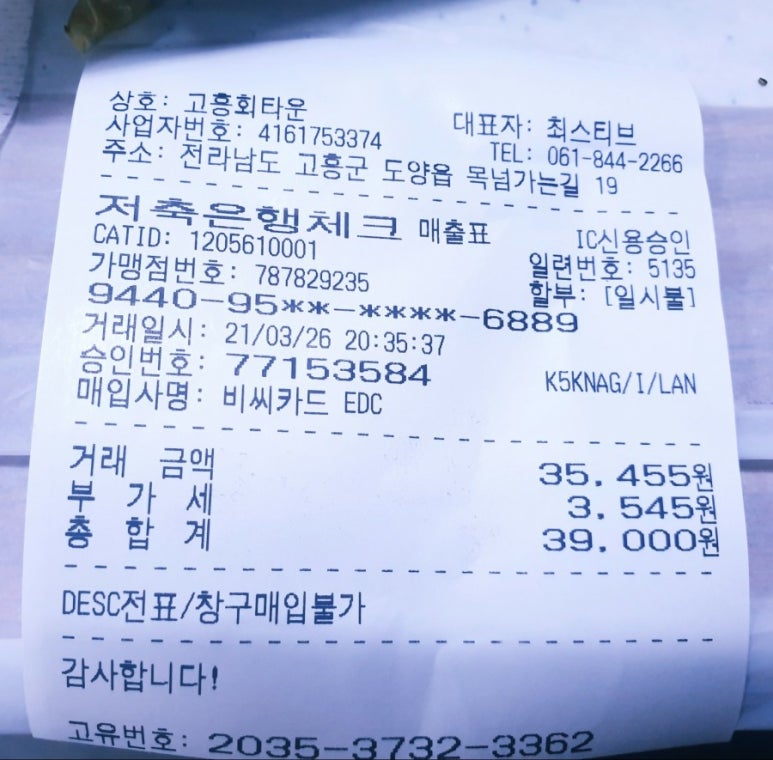 상호: 고흥회타운
사업자번호: 4161753374 대표자: 최스티브
TEL: 061-844-2266
주소: 전라남도 고흥군 도양읍 목넘가는길 19
저축은행체크 매출표 IC신용승인
CATID: 1205610001 일련번호: 5135
가맹점번호: 787829235 할부: [일시불]
9440-95**-****-6889
거래일시: 21/03/26 20:35:37
승인번호: 77153584 K5KNAG/I/LAN
매입사명: 비씨카드 EDC
거래 금액 35.455원
부 가 세 3.545원
총 합 계 39.000원
DESC전표/창구매입불가
감사합니다!
고유번호: 2035-3732-3362